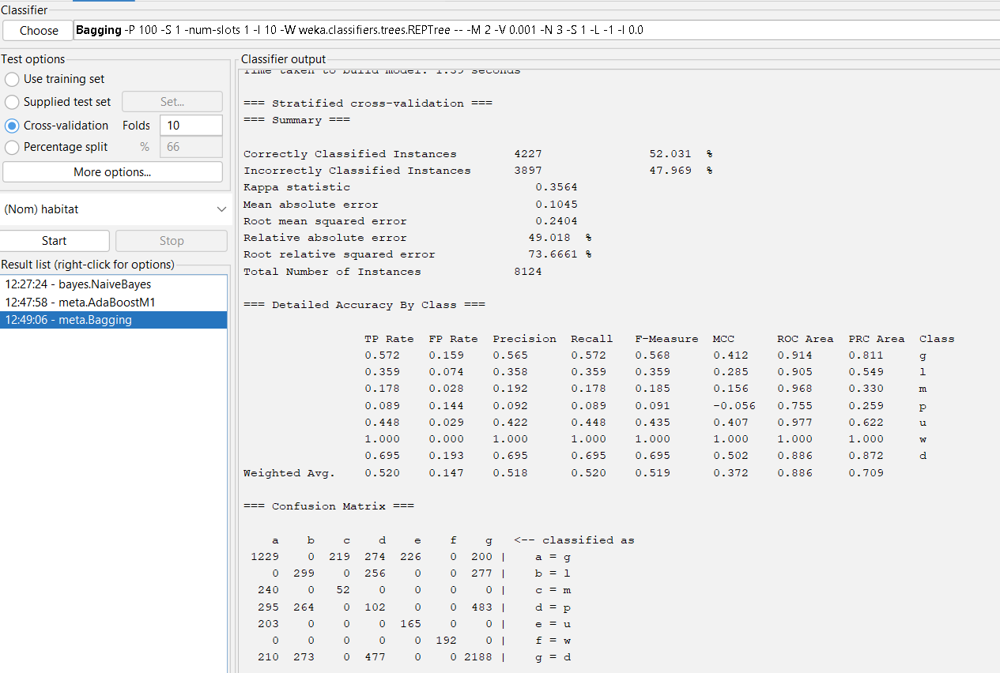 Classifier
Choose Bagging -P 100 -S 1 -num-slots 1 -I 10 -W weka.classifiers.trees.REPTree -- -M 2 -V 0.001 -N 3 -S 1 -L -1 -I 0.0
Test options
Use training set
Supplied test set Set...
Cross-validation Folds 10
Percentage split % 66
More options...
(Nom) habitat
Start Stop
Result list (right-click for options)
12:27:24 - bayes.NaiveBayes
12:47:58 - meta.AdaBoostM1
12:49:06 - meta.Bagging
Classifier output
Time taken to build model: 1.39 seconds
=== Stratified cross-validation ===
=== Summary ===
Correctly Classified Instances 4227 52.031 %
Incorrectly Classified Instances 3897 47.969 %
Kappa statistic 0.3564
Mean absolute error 0.1045
Root mean squared error 0.2404
Relative absolute error 49.018 %
Root relative squared error 73.6661 %
Total Number of Instances 8124
=== Detailed Accuracy By Class ===
TP Rate FP Rate Precision Recall F-Measure MCC ROC Area PRC Area Class
0.572 0.159 0.565 0.572 0.568 0.412 0.914 0.811 g
0.359 0.074 0.358 0.359 0.359 0.285 0.905 0.549 l
0.178 0.028 0.192 0.178 0.185 0.156 0.968 0.330 m
0.089 0.144 0.092 0.089 0.091 -0.056 0.755 0.259 p
0.448 0.029 0.422 0.448 0.435 0.407 0.977 0.622 u
1.000 0.000 1.000 1.000 1.000 1.000 1.000 1.000 w
0.695 0.193 0.695 0.695 0.695 0.502 0.886 0.872 d
Weighted Avg. 0.520 0.147 0.518 0.520 0.519 0.372 0.886 0.709
=== Confusion Matrix ===
a b c d e f g <-- classified as
1229 0 219 274 226 0 200 | a = g
0 299 0 256 0 0 277 | b = l
240 0 52 0 0 0 0 | c = m
295 264 0 102 0 0 483 | d = p
203 0 0 0 165 0 0 | e = u
0 0 0 0 0 192 0 | f = w
210 273 0 477 0 0 2188 | g = d